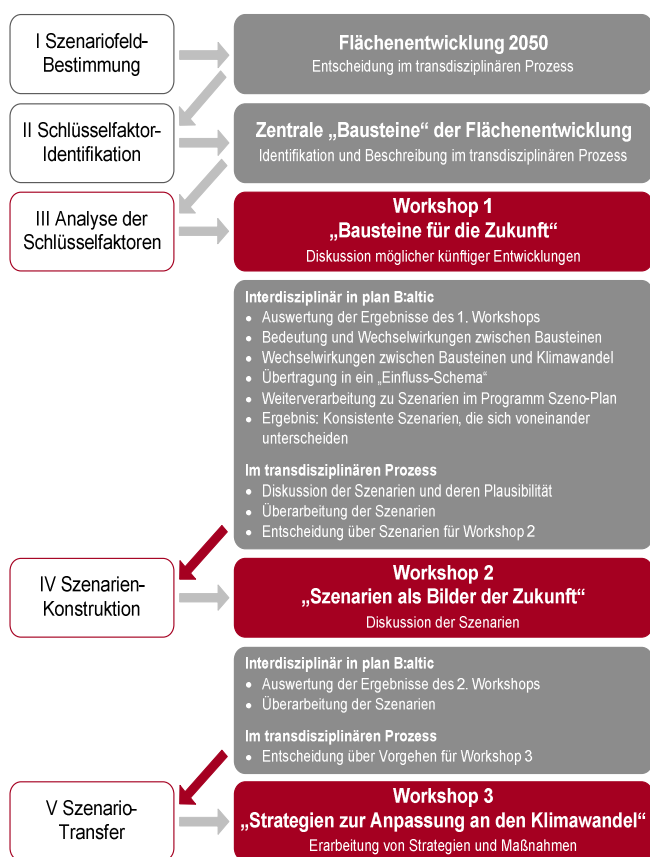 I Szenariofeld-
Bestimmung
Flächenentwicklung 2050
Entscheidung im transdisziplinären Prozess
II Schlüsselfaktor-
Identifikation
Zentrale „Bausteine“ der Flächenentwicklung
Identifikation und Beschreibung im transdisziplinären Prozess
III Analyse der
Schlüsselfaktoren
Workshop 1
„Bausteine für die Zukunft“
Diskussion möglicher künftiger Entwicklungen
Interdisziplinär in plan B:altic
• Auswertung der Ergebnisse des 1. Workshops
• Bedeutung und Wechselwirkungen zwischen Bausteinen
• Wechselwirkungen zwischen Bausteinen und Klimawandel
• Übertragung in ein „Einfluss-Schema“
• Weiterverarbeitung zu Szenarien im Programm Szeno-Plan
• Ergebnis: Konsistente Szenarien, die sich voneinander
unterscheiden
Im transdisziplinären Prozess
• Diskussion der Szenarien und deren Plausibilität
• Überarbeitung der Szenarien
• Entscheidung über Szenarien für Workshop 2
IV Szenarien-
Konstruktion
Workshop 2
„Szenarien als Bilder der Zukunft“
Diskussion der Szenarien
Interdisziplinär in plan B:altic
• Auswertung der Ergebnisse des 2. Workshops
• Überarbeitung der Szenarien
Im transdisziplinären Prozess
• Entscheidung über Vorgehen für Workshop 3
V Szenario-
Transfer
Workshop 3
„Strategien zur Anpassung an den Klimawandel“
Erarbeitung von Strategien und Maßnahmen